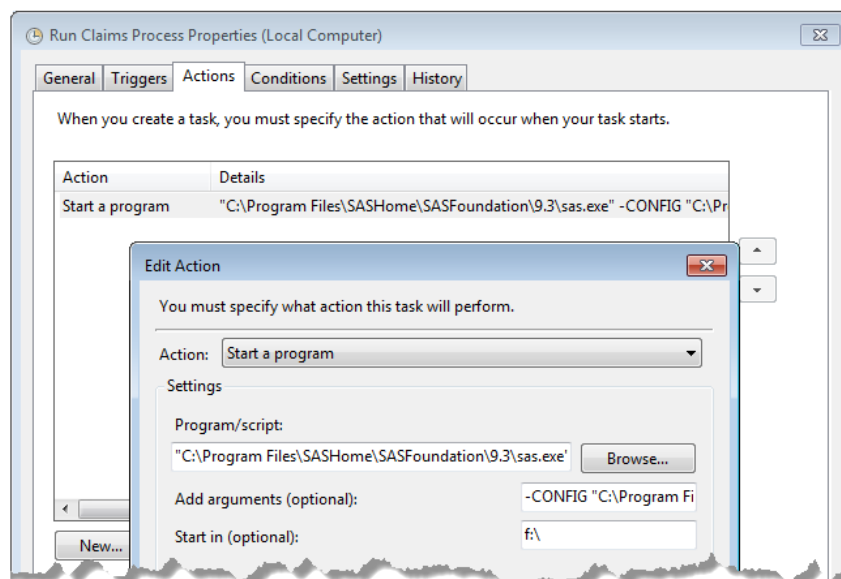 Run Claims Process Properties (Local Computer)
General Triggers Actions Conditions Settings History
When you create a task, you must specify the action that will occur when your task starts.
Action Details
Start a program "C:\Program Files\SASHome\SASFoundation\9.3\sas.exe" -CONFIG "C:\Pr
Edit Action
You must specify what action this task will perform.
Action: Start a program
Settings
Program/script:
"C:\Program Files\SASHome\SASFoundation\9.3\sas.exe' Browse...
Add arguments (optional): -CONFIG "C:\Program Fi
Start in (optional): f:\
New...